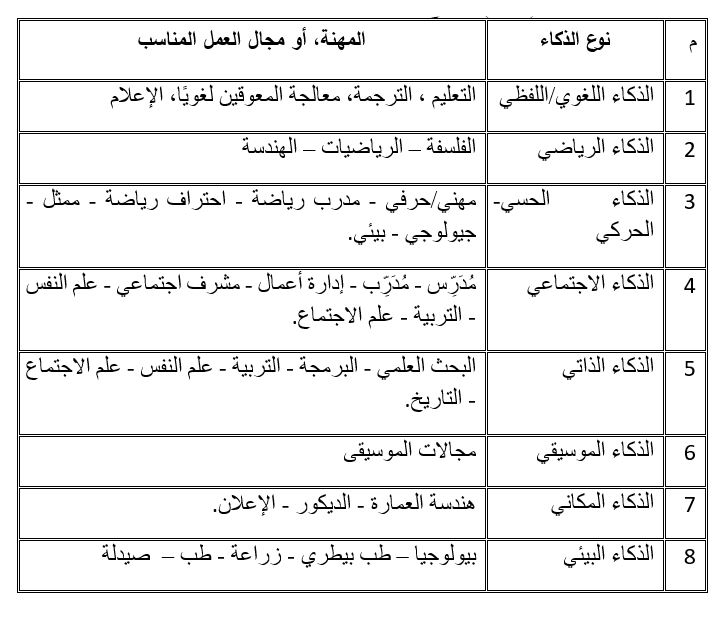 م نوع الذكاء المهنة، أو مجال العمل المناسب
1 الذكاء اللغوي/اللفظي التعليم ، الترجمة، معالجة المعوقين لغويًا، الإعلام
2 الذكاء الرياضي الفلسفة – الرياضيات – الهندسة
3 الذكاء الحسي- مهني/حرفي - مدرب رياضة - احتراف رياضة - ممثل -
الحركي جيولوجي - بيئي.
4 الذكاء الاجتماعي مُدَرِّس - مُدَرِّب - إدارة أعمال - مشرف اجتماعي - علم النفس
- التربية - علم الاجتماع.
5 الذكاء الذاتي البحث العلمي - البرمجة - التربية - علم النفس - علم الاجتماع
- التاريخ.
6 الذكاء الموسيقي مجالات الموسيقى
7 الذكاء المكاني هندسة العمارة - الديكور - الإعلان.
8 الذكاء البيئي بيولوجيا – طب بيطري - زراعة - طب – صيدلة